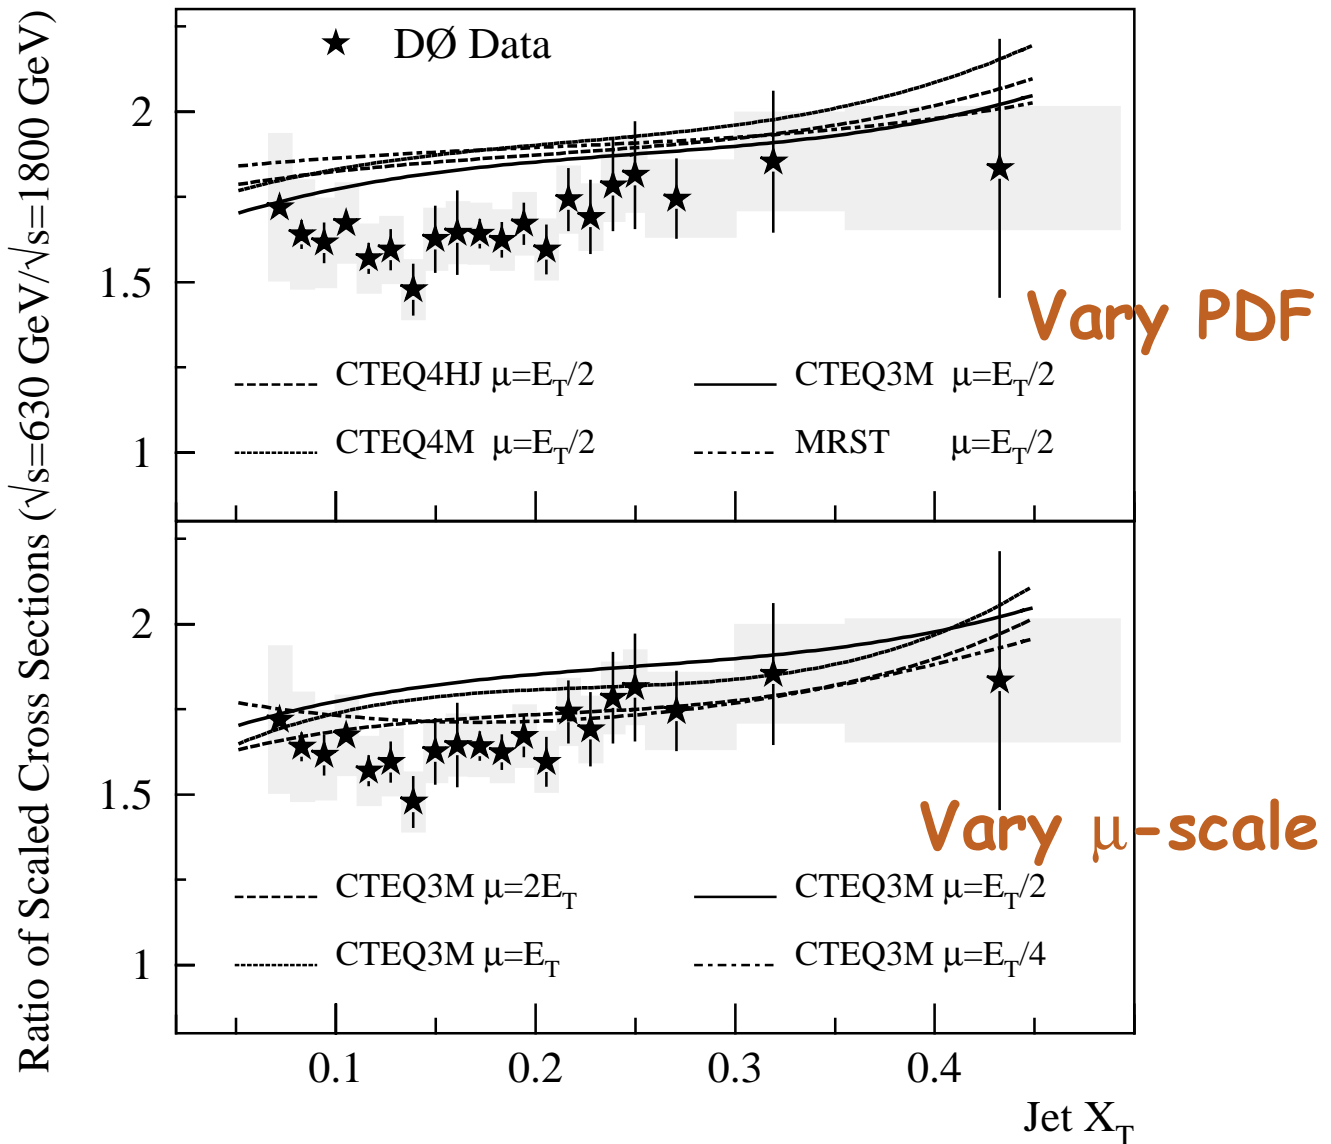 Ratio of Scaled Cross Sections (√s=630 GeV/√s=1800 GeV)
★ DØ Data
2
1.5
1
Vary PDF
CTEQ4HJ μ=E_T/2
CTEQ3M μ=E_T/2
CTEQ4M μ=E_T/2
MRST μ=E_T/2
2
1.5
1
Vary μ-scale
CTEQ3M μ=2E_T
CTEQ3M μ=E_T/2
CTEQ3M μ=E_T
CTEQ3M μ=E_T/4
0.1 0.2 0.3 0.4
Jet X_T